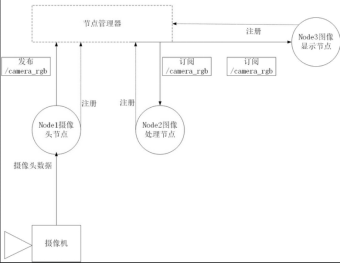 节点管理器
发布
/camera_rgb
注册
注册
订阅
/camera_rgb
订阅
/camera_rgb
注册
Node3图像
显示节点
Node1摄像
头节点
Node2图像
处理节点
摄像头数据
摄像机